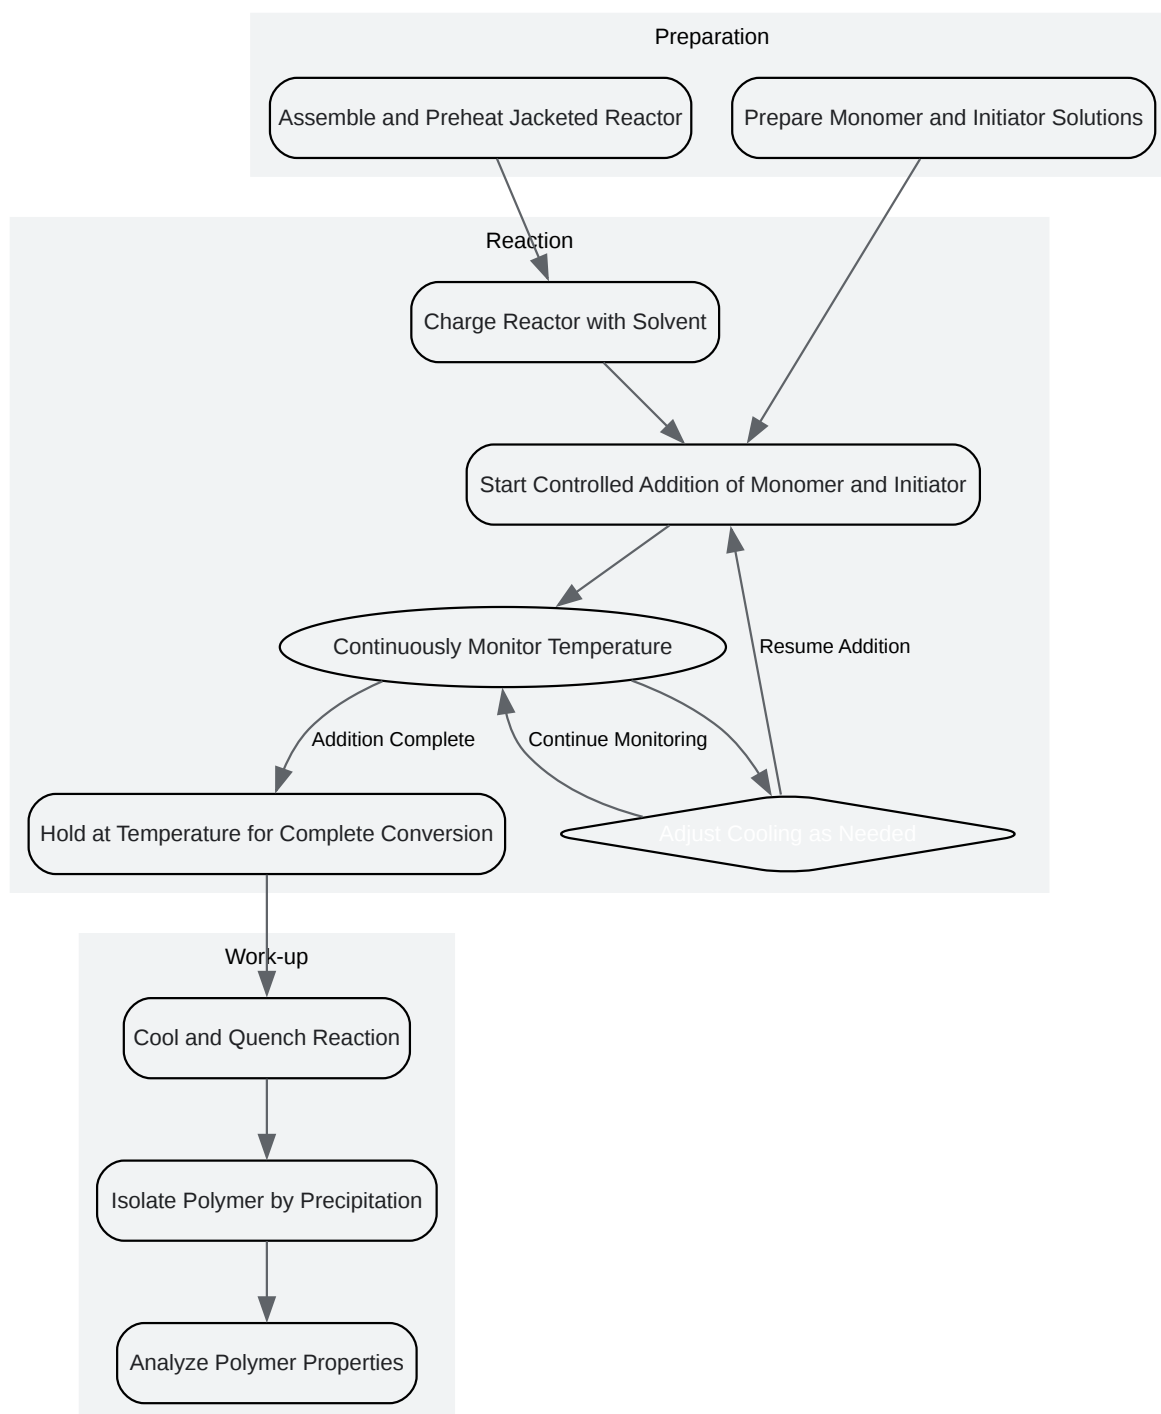 Preparation
Assemble and Preheat Jacketed Reactor
Prepare Monomer and Initiator Solutions
Reaction
Charge Reactor with Solvent
Start Controlled Addition of Monomer and Initiator
Continuously Monitor Temperature
Resume Addition
Addition Complete
Continue Monitoring
Hold at Temperature for Complete Conversion
Adjust Cooling as Needed
Work-up
Cool and Quench Reaction
Isolate Polymer by Precipitation
Analyze Polymer Properties